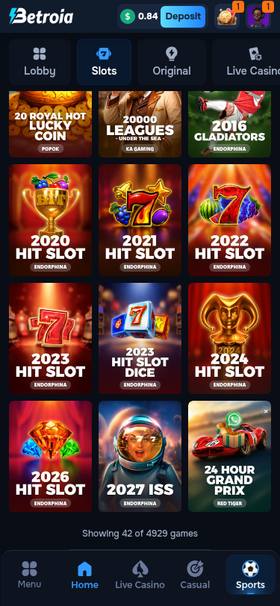 Betroia
$ 0.84 Deposit
1
1
Lobby
Slots
Original
Live Casino
20 ROYAL HOT
LUCKY
COIN
POPOK
20000
LEAGUES
- UNDER THE SEA -
KA GAMING
2016
GLADIATORS
ENDORPHINA
2020
HIT SLOT
ENDORPHINA
2021
HIT SLOT
ENDORPHINA
2022
HIT SLOT
ENDORPHINA
2023
HIT SLOT
ENDORPHINA
2023
HIT SLOT
DICE
ENDORPHINA
2024
2024
HIT SLOT
ENDORPHINA
2026
HIT SLOT
ENDORPHINA
2027 ISS
ENDORPHINA
24 HOUR
GRAND
PRIX
RED TIGER
Showing 42 of 4929 games
Menu
Home
Live Casino
Casual
Sports